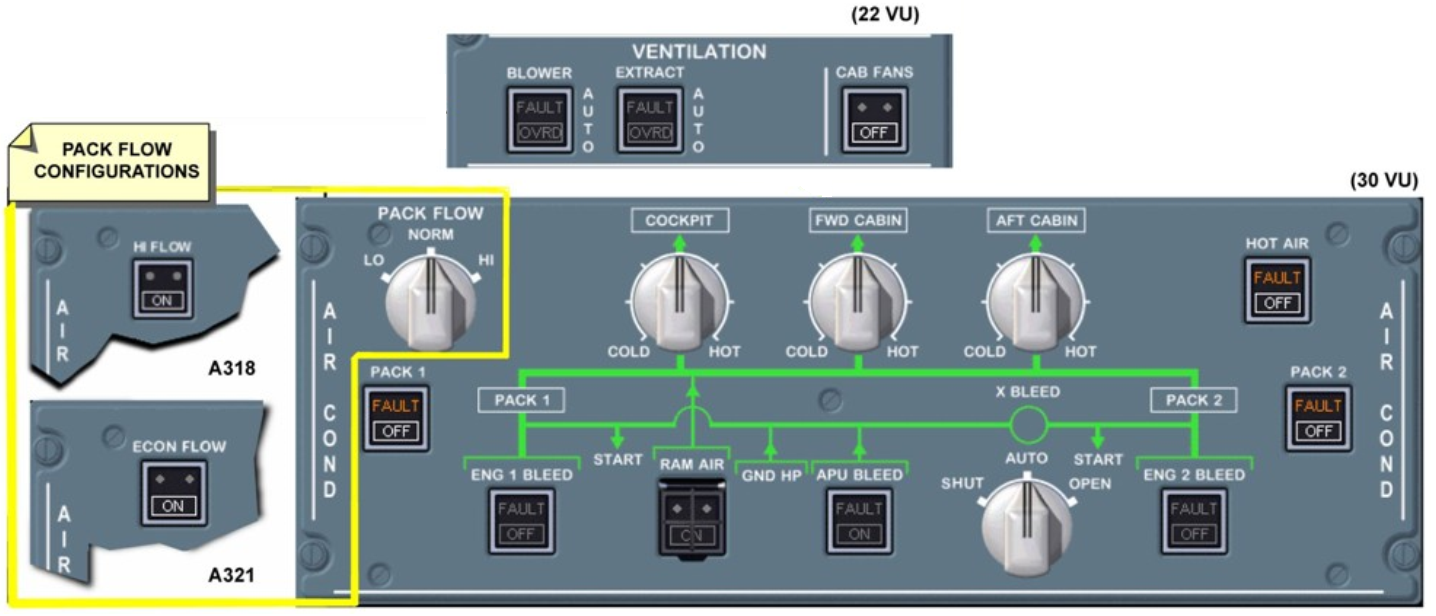 (22 VU)
VENTILATION
BLOWER
EXTRACT
CAB FANS
FAULT
OVRD
AUTO
FAULT
OVRD
AUTO
OFF
PACK FLOW
CONFIGURATIONS
(30 VU)
HI FLOW
ON
AIR
A318
ECON FLOW
ON
AIR
A321
PACK FLOW
LO
NORM
HI
COCKPIT
COLD
HOT
FWD CABIN
COLD
HOT
AFT CABIN
COLD
HOT
HOT AIR
FAULT
OFF
AIR COND
PACK 1
FAULT
OFF
PACK 1
X BLEED
PACK 2
PACK 2
FAULT
OFF
AIR COND
START
RAM AIR
GND HP
APU BLEED
AUTO
START
ENG 1 BLEED
SHUT
OPEN
ENG 2 BLEED
FAULT
OFF
ON
FAULT
ON
FAULT
OFF